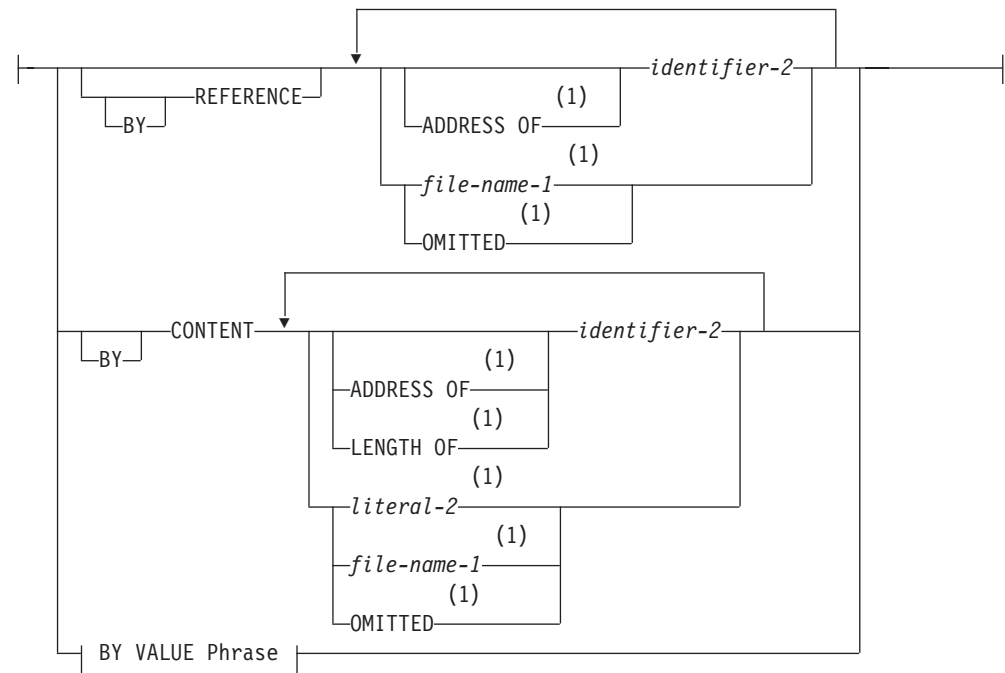 identifier-2
REFERENCE (1)
BY ADDRESS OF
(1)
file-name-1
(1)
OMITTED
CONTENT identifier-2
BY (1)
ADDRESS OF
(1)
LENGTH OF
(1)
literal-2
(1)
file-name-1
(1)
OMITTED
BY VALUE Phrase